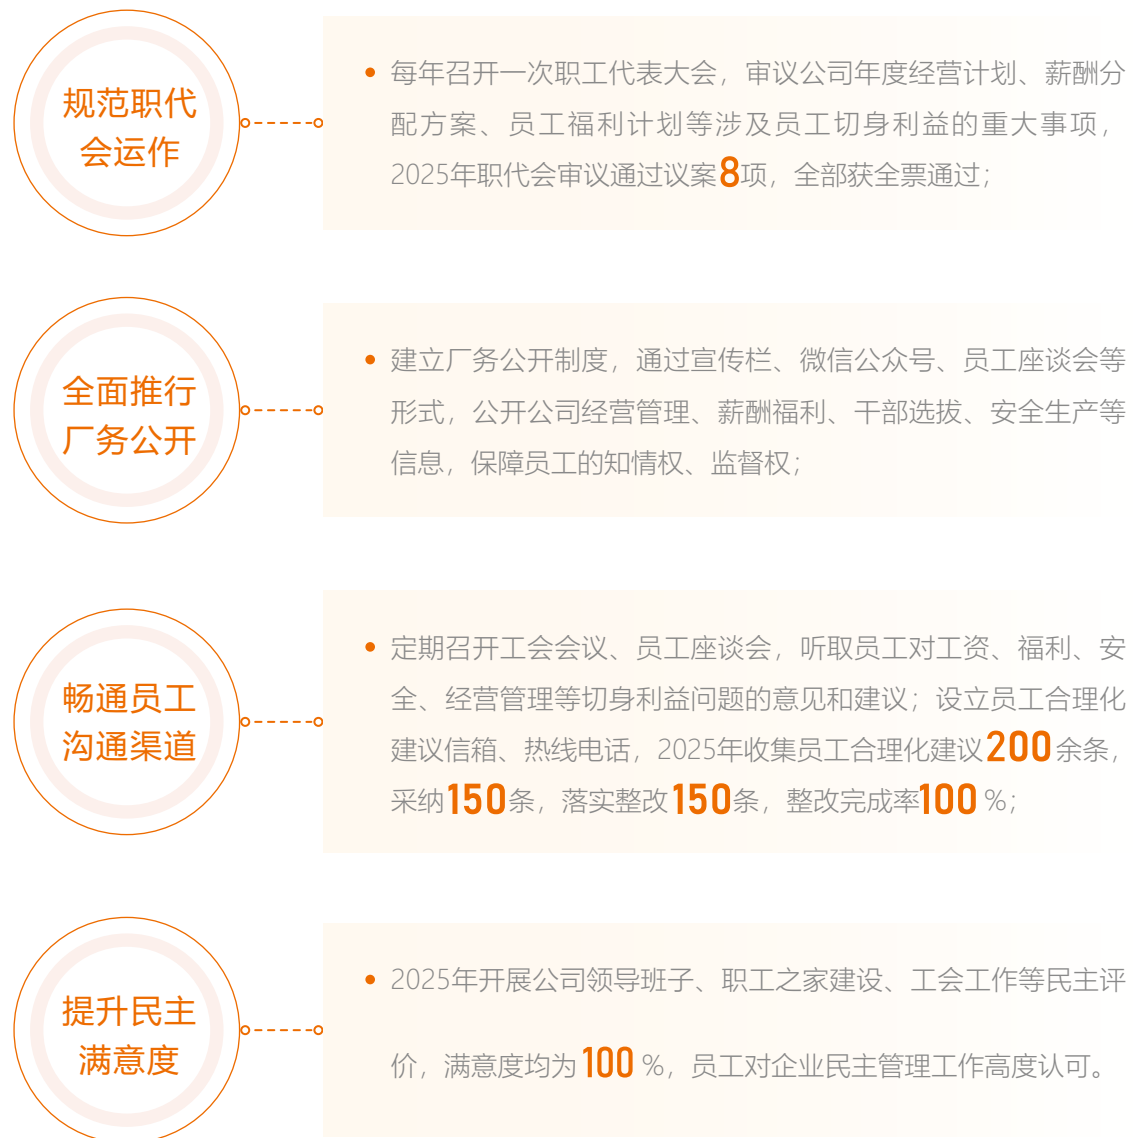 规范职代
会运作
每年召开一次职工代表大会，审议公司年度经营计划、薪酬分
配方案、员工福利计划等涉及员工切身利益的重大事项，
2025年职代会审议通过议案8项，全部获全票通过；
全面推行
厂务公开
建立厂务公开制度，通过宣传栏、微信公众号、员工座谈会等
形式，公开公司经营管理、薪酬福利、干部选拔、安全生产等
信息，保障员工的知情权、监督权；
畅通员工
沟通渠道
定期召开工会会议、员工座谈会，听取员工对工资、福利、安
全、经营管理等切身利益问题的意见和建议；设立员工合理化
建议信箱、热线电话，2025年收集员工合理化建议200余条，
采纳150条，落实整改150条，整改完成率100%；
提升民主
满意度
2025年开展公司领导班子、职工之家建设、工会工作等民主评
价，满意度均为100%，员工对企业民主管理工作高度认可。